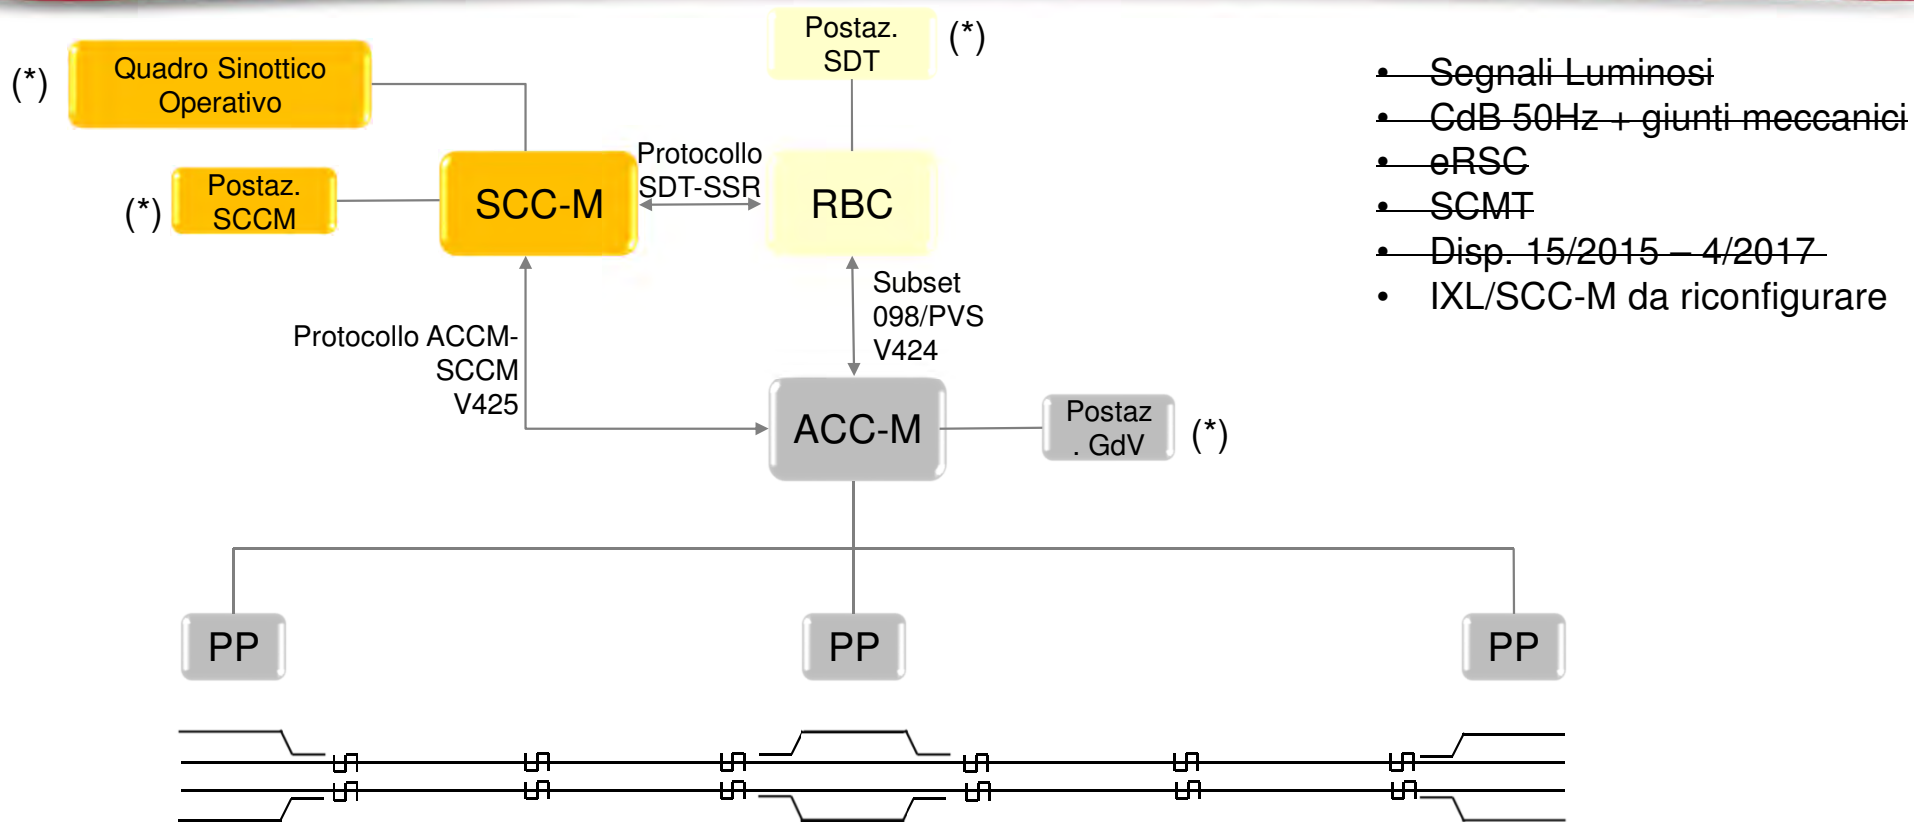 (*)
Quadro Sinottico
Operativo
Postaz.
SDT
(*)
(*)
Postaz.
SCCM
SCC-M
Protocollo
SDT-SSR
RBC
Protocollo ACCM-
SCCM
V425
Subset
098/PVS
V424
ACC-M
Postaz
. GdV
(*)
PP
PP
PP
• Segnali Luminosi
• CdB 50Hz + giunti meccanici
• eRSC
• SCMT
• Disp. 15/2015 – 4/2017
• IXL/SCC-M da riconfigurare